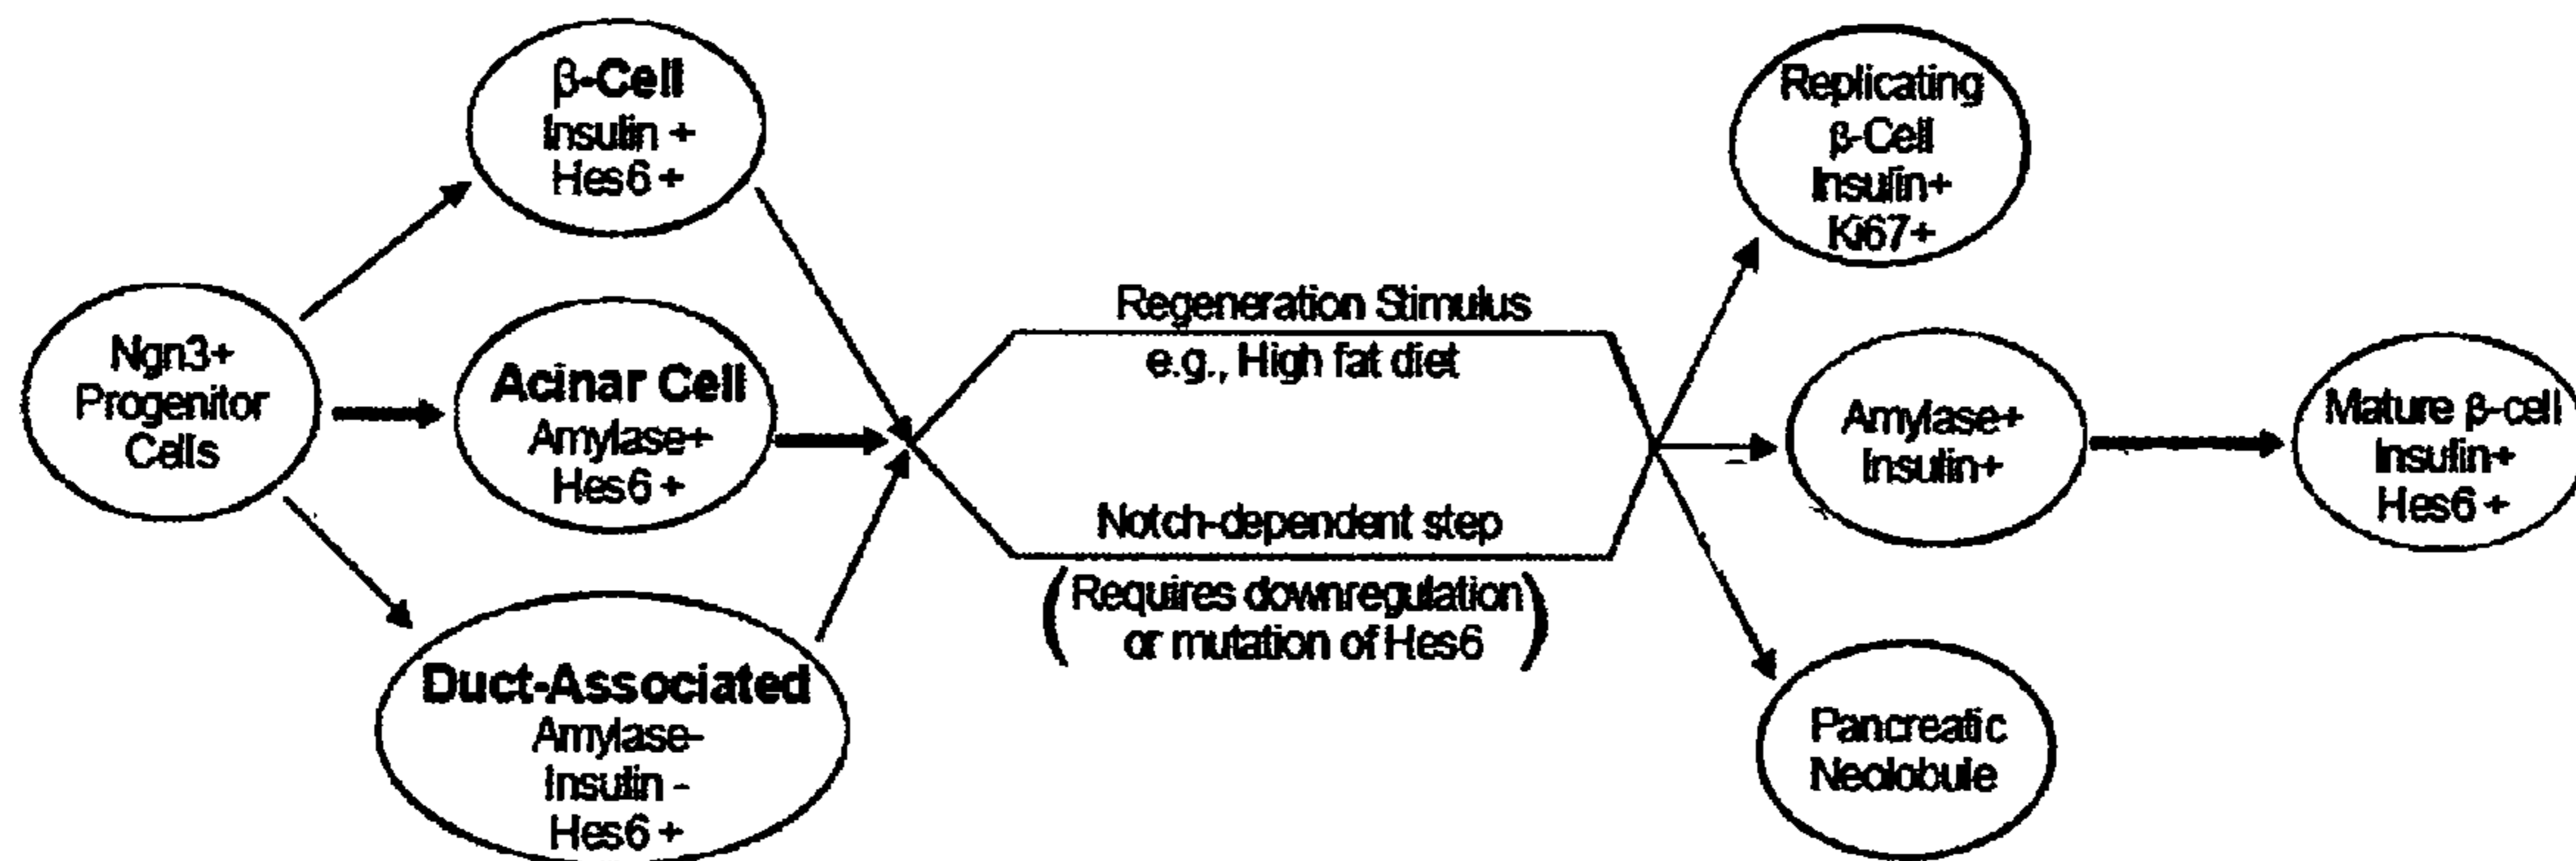 Ngn3+
Progenitor
Cells
β-Cell
Insulin +
Hes6 +
Acinar Cell
Amylase+
Hes6 +
Duct-Associated
Amylase-
Insulin -
Hes6 +
Regeneration Stimulus
e.g., High fat diet
Notch-dependent step
(Requires downregulation
or mutation of Hes6)
Replicating
β-Cell
Insulin+
Ki67+
Amylase+
Insulin+
Pancreatic
Neolobule
Mature β-cell
Insulin+
Hes6 +